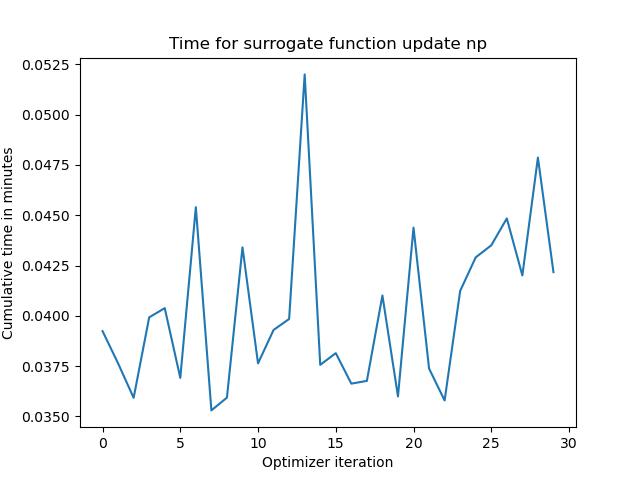 Time for surrogate function update np
Cumulative time in minutes
0.0525
0.0500
0.0475
0.0450
0.0425
0.0400
0.0375
0.0350
0 5 10 15 20 25 30
Optimizer iteration